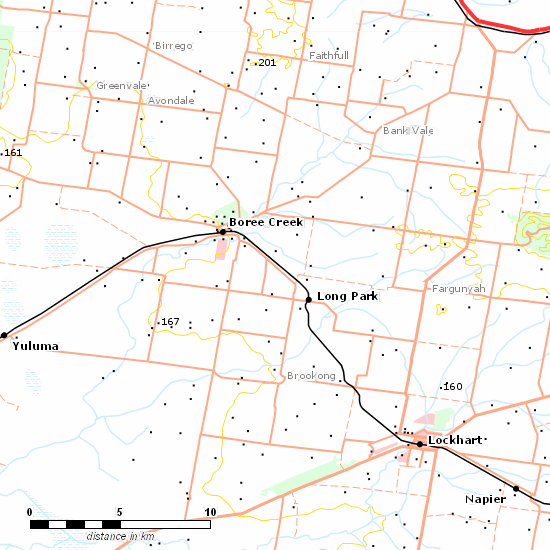 Birrego
Faithfull
.201
Greenvale
Avondale
Bank Vale
.161
Boree Creek
Fargunyah
Long Park
.167
Yuluma
Brookong
.160
Lockhart
Napier
0 5 10
distance in km